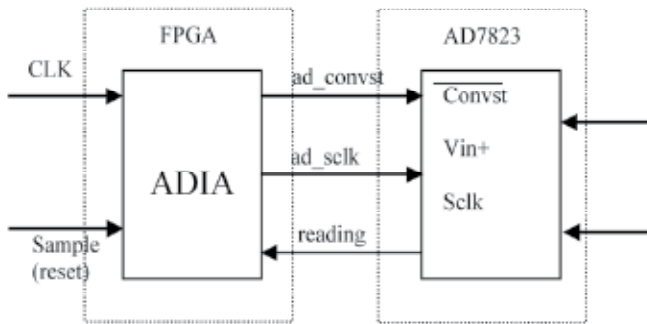 FPGA
AD7823
CLK
ad_convst
Convst
ad_sclk
Vin+
ADIA
Sclk
reading
Sample
(reset)